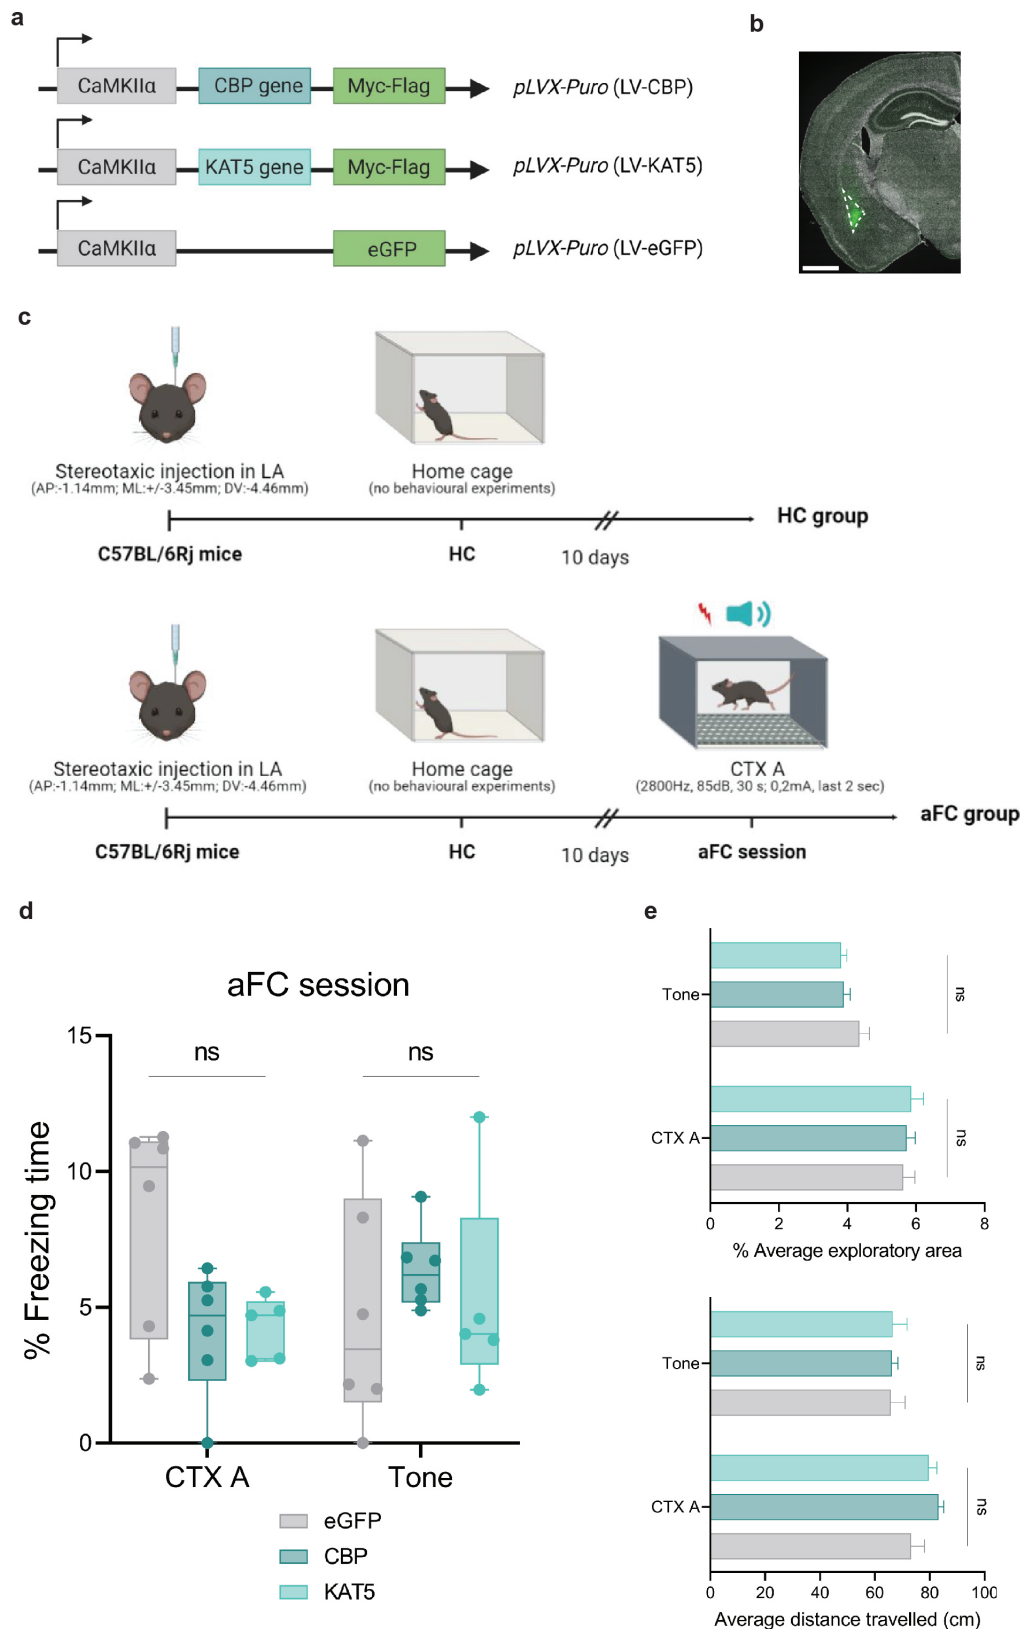 a
CaMKIIα CBP gene Myc-Flag pLVX-Puro (LV-CBP)
CaMKIIα KAT5 gene Myc-Flag pLVX-Puro (LV-KAT5)
CaMKIIα eGFP pLVX-Puro (LV-eGFP)
b
c
Stereotaxic injection in LA
(AP:-1.14mm; ML:+/-3.45mm; DV:-4.46mm)
Home cage
(no behavioural experiments)
HC group
C57BL/6Rj mice HC 10 days
Stereotaxic injection in LA
(AP:-1.14mm; ML:+/-3.45mm; DV:-4.46mm)
Home cage
(no behavioural experiments)
CTX A
(2800Hz, 85dB, 30 s; 0,2mA, last 2 sec)
aFC group
C57BL/6Rj mice HC 10 days aFC session
d
aFC session
% Freezing time
15
10
5
0
ns ns
CTX A Tone
eGFP
CBP
KAT5
e
Tone
ns
CTX A
ns
0 2 4 6 8
% Average exploratory area
Tone
ns
CTX A
ns
0 20 40 60 80 100
Average distance travelled (cm)